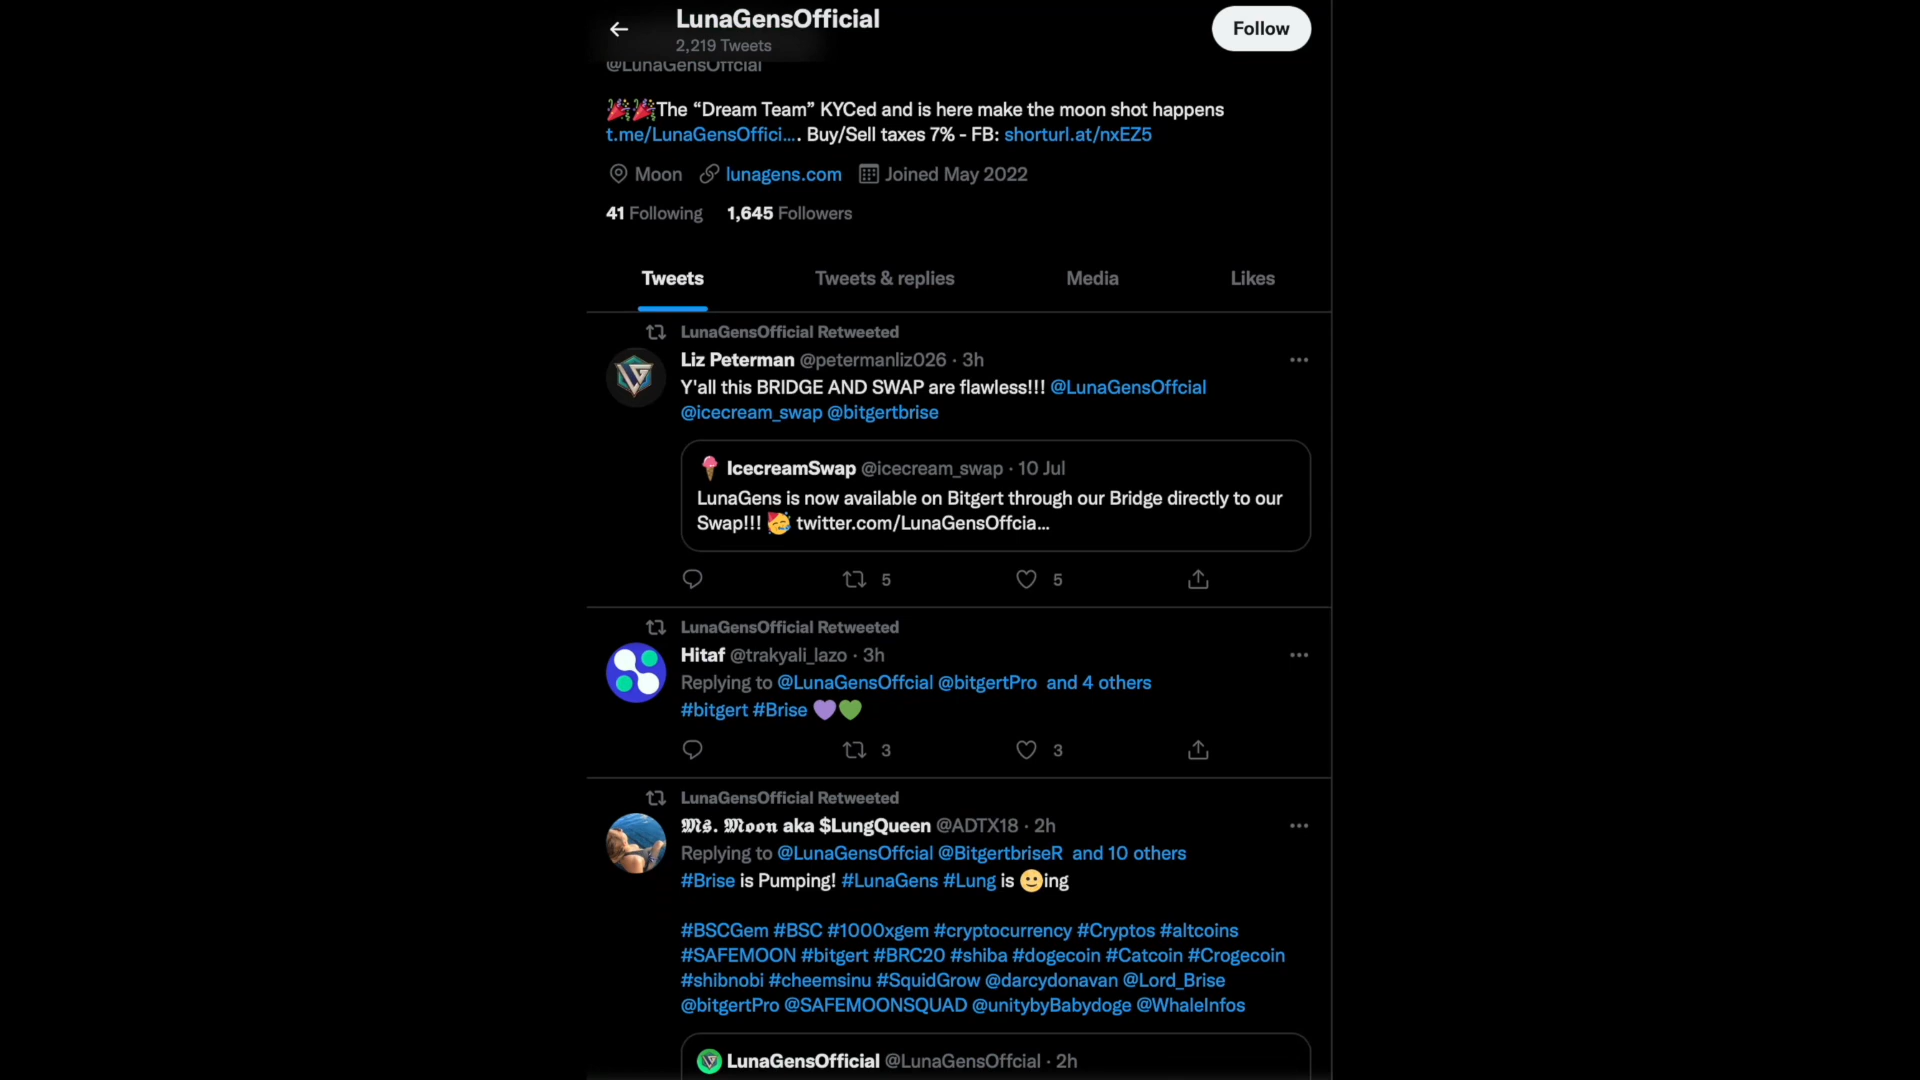 LunaGensOfficial
2,219 Tweets
Follow
@LunaGensOffcial
🎉🎉The “Dream Team” KYCed and is here make the moon shot happens
t.me/LunaGensOffici…. Buy/Sell taxes 7% - FB: shorturl.at/nxEZ5
Moon lunagens.com Joined May 2022
41 Following 1,645 Followers
Tweets Tweets & replies Media Likes
LunaGensOfficial Retweeted
Liz Peterman @petermanliz026 · 3h
Y'all this BRIDGE AND SWAP are flawless!!! @LunaGensOffcial
@icecream_swap @bitgertbrise
IcecreamSwap @icecream_swap · 10 Jul
LunaGens is now available on Bitgert through our Bridge directly to our
Swap!!! 🥳 twitter.com/LunaGensOffcia…
5 5
LunaGensOfficial Retweeted
Hitaf @trakyali_lazo · 3h
Replying to @LunaGensOffcial @bitgertPro and 4 others
#bitgert #Brise 💜💚
3 3
LunaGensOfficial Retweeted
𝕸𝖘. 𝕸𝖔𝖔𝖓 aka $LungQueen @ADTX18 · 2h
Replying to @LunaGensOffcial @BitgertbriseR and 10 others
#Brise is Pumping! #LunaGens #Lung is 🙂ing
#BSCGem #BSC #1000xgem #cryptocurrency #Cryptos #altcoins
#SAFEMOON #bitgert #BRC20 #shiba #dogecoin #Catcoin #Crogecoin
#shibnobi #cheemsinu #SquidGrow @darcydonavan @Lord_Brise
@bitgertPro @SAFEMOONSQUAD @unitybyBabydoge @WhaleInfos
LunaGensOfficial @LunaGensOffcial · 2h